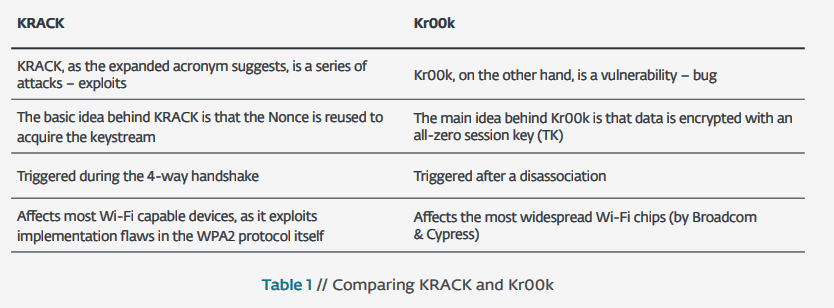 KRACK
Kr00k
KRACK, as the expanded acronym suggests, is a series of
attacks – exploits
Kr00k, on the other hand, is a vulnerability – bug
The basic idea behind KRACK is that the Nonce is reused to
acquire the keystream
The main idea behind Kr00k is that data is encrypted with an
all-zero session key (TK)
Triggered during the 4-way handshake
Triggered after a disassociation
Affects most Wi-Fi capable devices, as it exploits
implementation flaws in the WPA2 protocol itself
Affects the most widespread Wi-Fi chips (by Broadcom
& Cypress)
Table 1 // Comparing KRACK and Kr00k